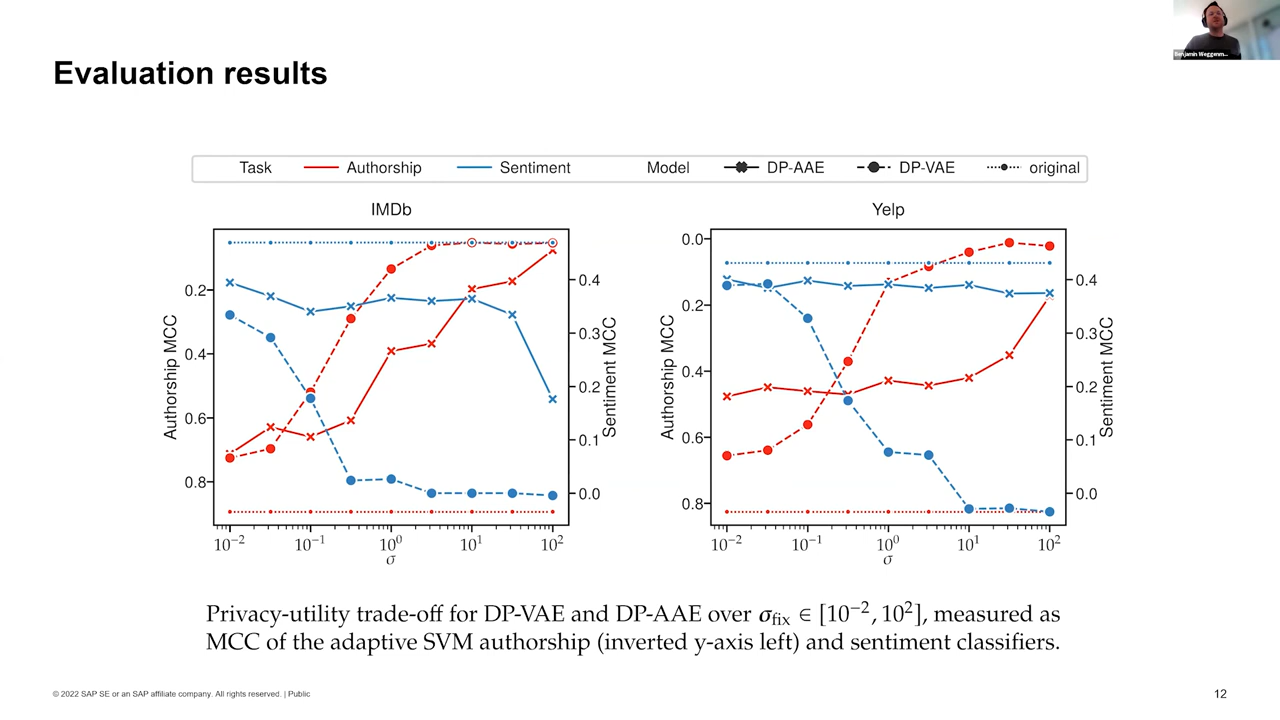 Benjamin Weggenm...
Evaluation results
Task Authorship Sentiment Model DP-AAE DP-VAE original
IMDb
Authorship MCC
0.2
0.4
0.6
0.8
0.4
0.3
0.2
0.1
0.0
Sentiment MCC
10⁻² 10⁻¹ 10⁰ 10¹ 10²
σ
Yelp
Authorship MCC
0.0
0.2
0.4
0.6
0.8
0.4
0.3
0.2
0.1
0.0
Sentiment MCC
10⁻² 10⁻¹ 10⁰ 10¹ 10²
σ
Privacy-utility trade-off for DP-VAE and DP-AAE over σfix ∈ [10⁻², 10²], measured as
MCC of the adaptive SVM authorship (inverted y-axis left) and sentiment classifiers.
© 2022 SAP SE or an SAP affiliate company. All rights reserved. | Public
12